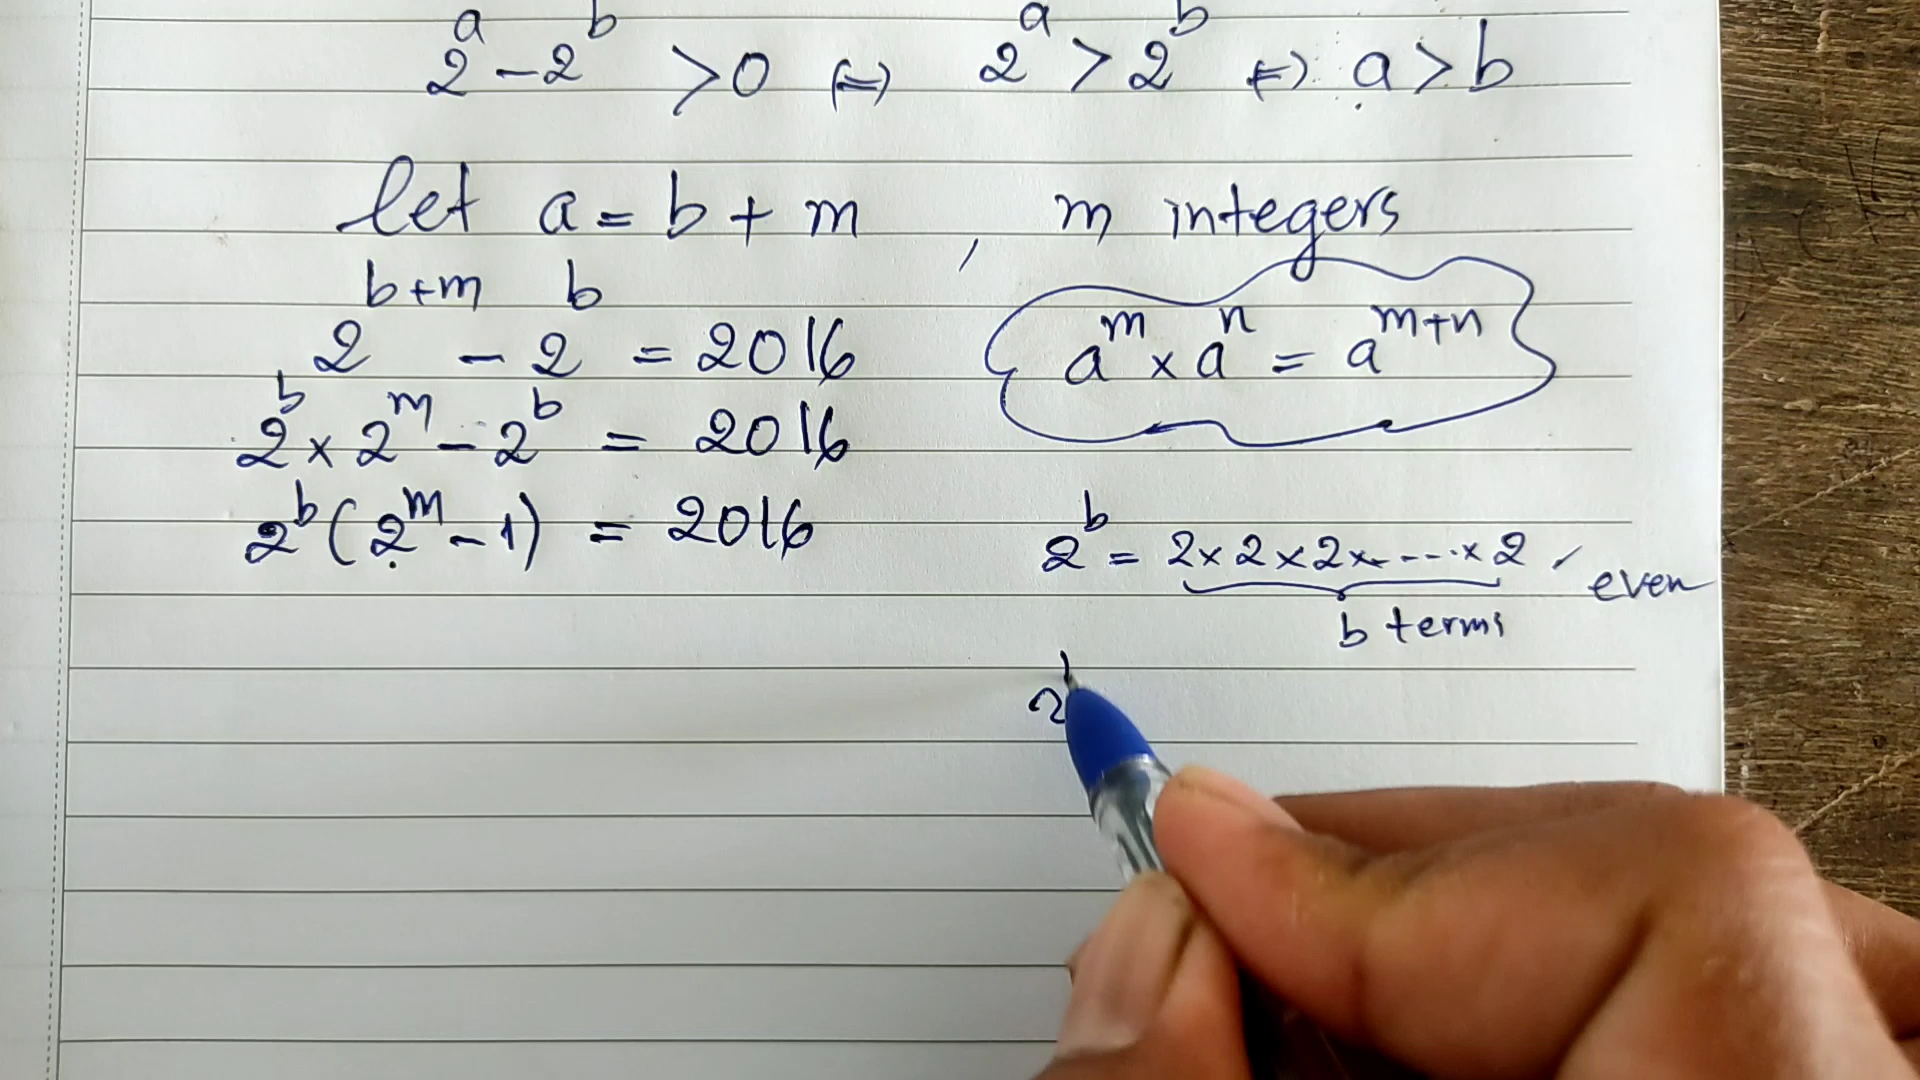 2^a - 2^b > 0 ⇔ 2^a > 2^b ⇔ a > b
let a = b + m , m integers
2^(b+m) - 2^b = 2016
a^m × a^n = a^(m+n)
2^b × 2^m - 2^b = 2016
2^b (2^m - 1) = 2016
2^b = 2 × 2 × 2 × ---- × 2 , even
b terms
2